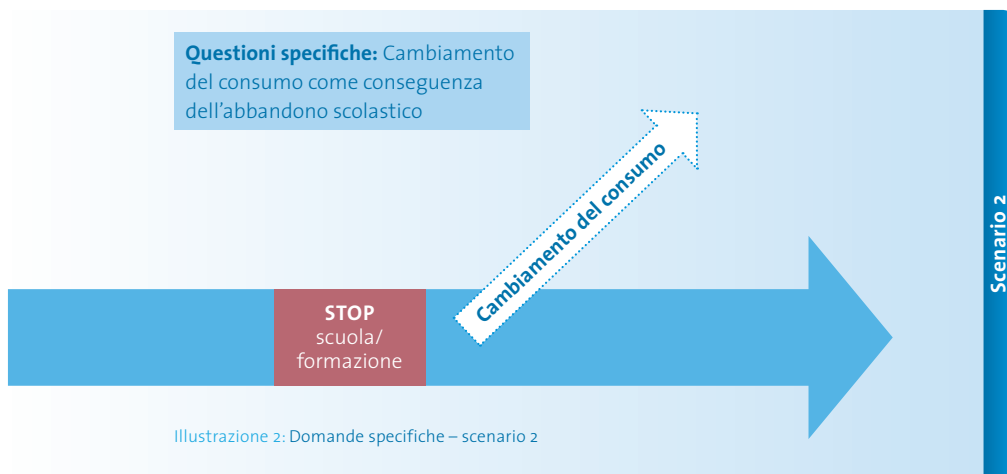 Questioni specifiche: Cambiamento
del consumo come conseguenza
dell'abbandono scolastico
Cambiamento del consumo
STOP
scuola/
formazione
Scenario 2
Illustrazione 2: Domande specifiche – scenario 2